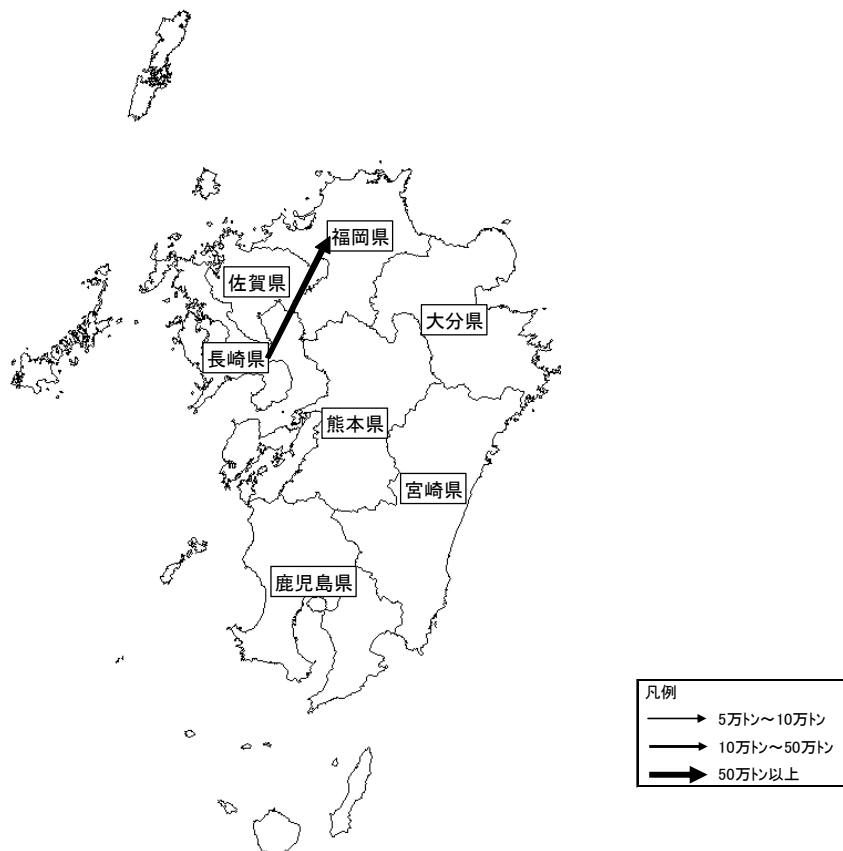 福岡県
佐賀県
大分県
長崎県
熊本県
宮崎県
鹿児島県
凡例
5万トン～10万トン
10万トン～50万トン
50万トン以上